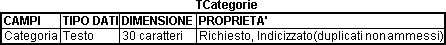 TCategorie
CAMPI TIPO DATI DIMENSIONE PROPRIETA'
Categoria Testo 30 caratteri Richiesto, Indicizzato(duplicati non ammessi)